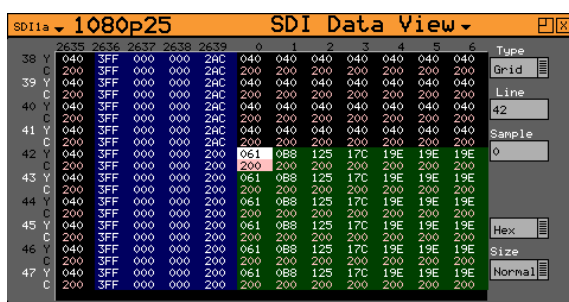 SDI1a 1080p25 SDI Data View
2635 2636 2637 2638 2639 0 1 2 3 4 5 6
38 Y 040 3FF 000 000 2AC 040 040 040 040 040 040 040
C 200 3FF 000 000 2AC 200 200 200 200 200 200 200
39 Y 040 3FF 000 000 2AC 040 040 040 040 040 040 040
C 200 3FF 000 000 2AC 200 200 200 200 200 200 200
40 Y 040 3FF 000 000 2AC 040 040 040 040 040 040 040
C 200 3FF 000 000 2AC 200 200 200 200 200 200 200
41 Y 040 3FF 000 000 2AC 040 040 040 040 040 040 040
C 200 3FF 000 000 2AC 200 200 200 200 200 200 200
42 Y 040 3FF 000 000 200 061 0B8 125 17C 19E 19E 19E
C 200 3FF 000 000 200 200 200 200 200 200 200 200
43 Y 040 3FF 000 000 200 061 0B8 125 17C 19E 19E 19E
C 200 3FF 000 000 200 200 200 200 200 200 200 200
44 Y 040 3FF 000 000 200 061 0B8 125 17C 19E 19E 19E
C 200 3FF 000 000 200 200 200 200 200 200 200 200
45 Y 040 3FF 000 000 200 061 0B8 125 17C 19E 19E 19E
C 200 3FF 000 000 200 200 200 200 200 200 200 200
46 Y 040 3FF 000 000 200 061 0B8 125 17C 19E 19E 19E
C 200 3FF 000 000 200 200 200 200 200 200 200 200
47 Y 040 3FF 000 000 200 061 0B8 125 17C 19E 19E 19E
C 200 3FF 000 000 200 200 200 200 200 200 200 200
Type
Grid
Line
42
Sample
0
Hex
Size
Normal